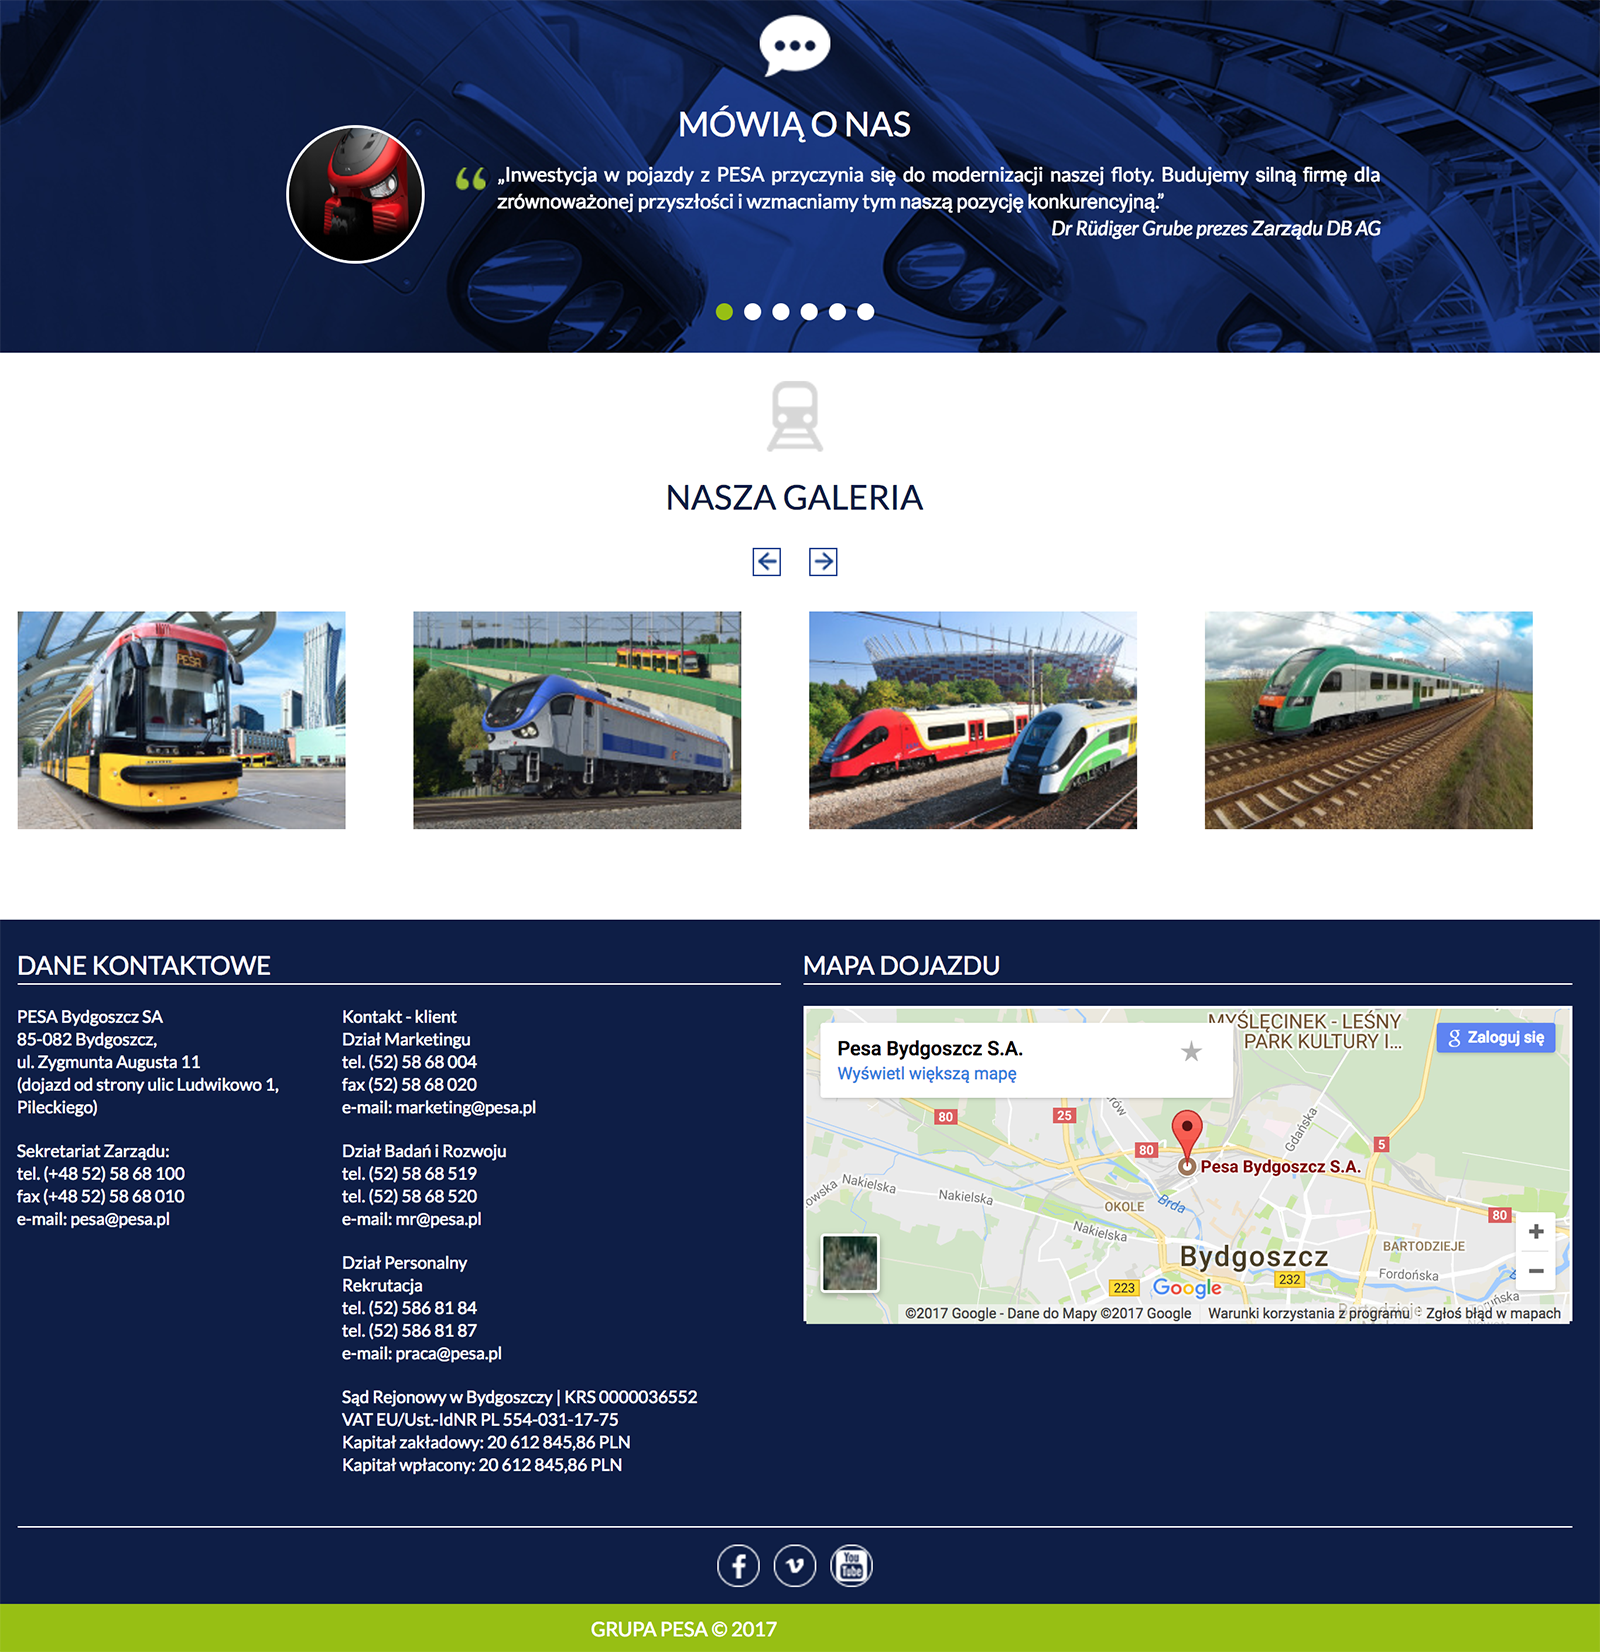 MÓWIĄ O NAS
„Inwestycja w pojazdy z PESA przyczynia się do modernizacji naszej floty. Budujemy silną firmę dla
zrównoważonej przyszłości i wzmacniamy tym naszą pozycję konkurencyjną.”
Dr Rüdiger Grube prezes Zarządu DB AG
NASZA GALERIA
PESA
DANE KONTAKTOWE
PESA Bydgoszcz SA
85-082 Bydgoszcz,
ul. Zygmunta Augusta 11
(dojazd od strony ulic Ludwikowo 1,
Pileckiego)
Sekretariat Zarządu:
tel. (+48 52) 58 68 100
fax (+48 52) 58 68 010
e-mail: pesa@pesa.pl
Kontakt - klient
Dział Marketingu
tel. (52) 58 68 004
fax (52) 58 68 020
e-mail: marketing@pesa.pl
Dział Badań i Rozwoju
tel. (52) 58 68 519
tel. (52) 58 68 520
e-mail: mr@pesa.pl
Dział Personalny
Rekrutacja
tel. (52) 586 81 84
tel. (52) 586 81 87
e-mail: praca@pesa.pl
Sąd Rejonowy w Bydgoszczy | KRS 0000036552
VAT EU/Ust.-IdNR PL 554-031-17-75
Kapitał zakładowy: 20 612 845,86 PLN
Kapitał wpłacony: 20 612 845,86 PLN
MAPA DOJAZDU
MYŚLĘCINEK - LEŚNY
PARK KULTURY I...
Zaloguj się
Pesa Bydgoszcz S.A.
Wyświetl większą mapę
80
25
Gdańska
5
80
Pesa Bydgoszcz S.A.
Nakielska
Nakielska
OKOLE
Brda
80
Nakielska
Bydgoszcz
BARTODZIEJE
Fordońska
223
Google
232
©2017 Google - Dane do Mapy ©2017 Google
Warunki korzystania z programu
Zgłoś błąd w mapach
You
Tube
GRUPA PESA © 2017